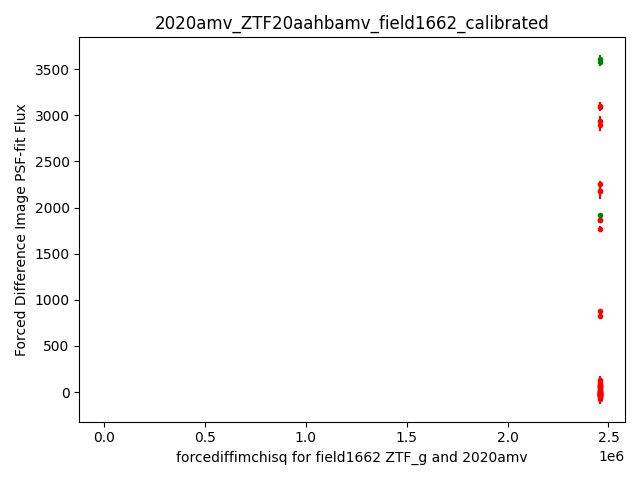 2020amv_ZTF20aahbamv_field1662_calibrated
Forced Difference Image PSF-fit Flux
3500
3000
2500
2000
1500
1000
500
0
0.0 0.5 1.0 1.5 2.0 2.5
1e6
forcediffimchisq for field1662 ZTF_g and 2020amv